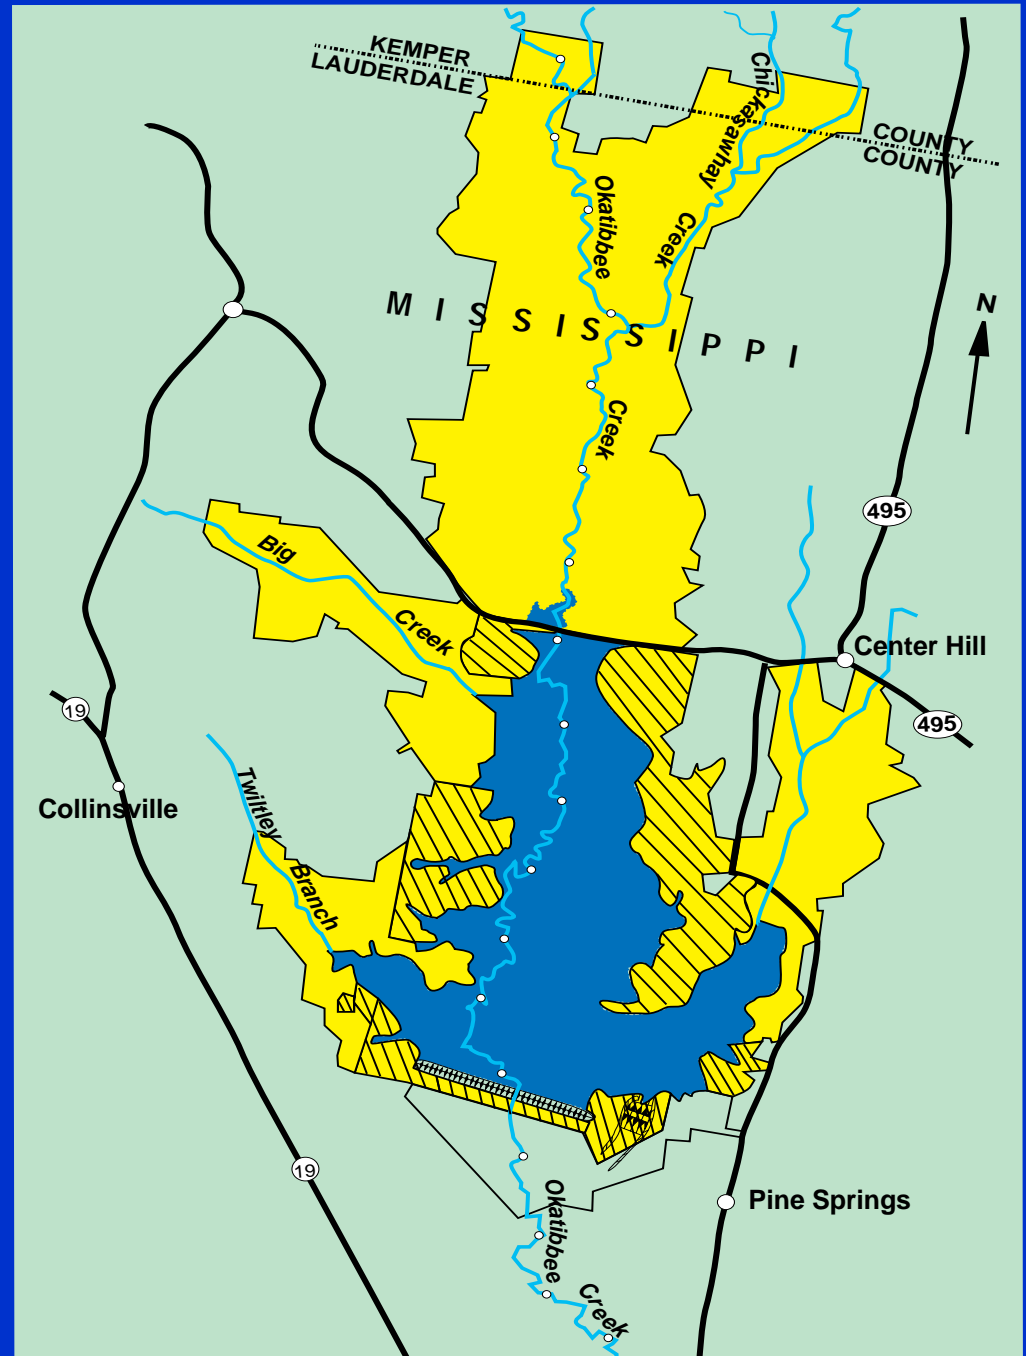 KEMPER
LAUDERDALE
COUNTY
COUNTY
Chickasawhay
Creek
Okatibbee
Creek
MISSISSIPPI
N
495
Big
Creek
Center Hill
495
19
Collinsville
Twiltley
Branch
19
Pine Springs
Okatibbee
Creek